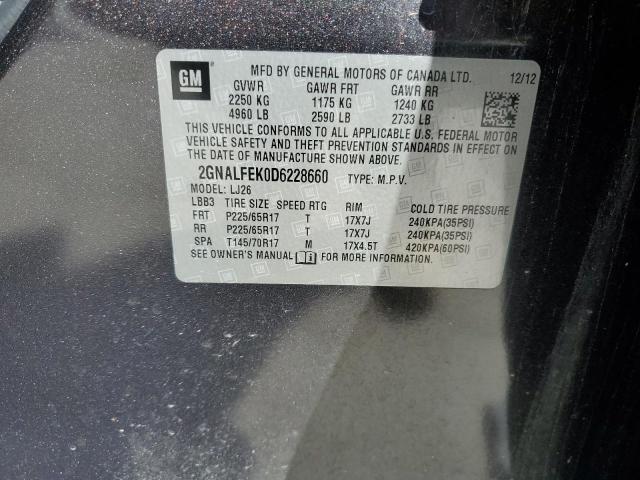 GM
MFD BY GENERAL MOTORS OF CANADA LTD. 12/12
GVWR GAWR FRT GAWR RR
2250 KG 1175 KG 1240 KG
4960 LB 2590 LB 2733 LB
THIS VEHICLE CONFORMS TO ALL APPLICABLE U.S. FEDERAL MOTOR
VEHICLE SAFETY AND THEFT PREVENTION STANDARDS IN EFFECT ON
THE DATE OF MANUFACTURE SHOWN ABOVE.
2GNALFEK0D6228660 TYPE: M.P.V.
MODEL: LJ26
LBB3 TIRE SIZE SPEED RTG RIM COLD TIRE PRESSURE
FRT P225/65R17 T 17X7J 240KPA(35PSI)
RR P225/65R17 T 17X7J 240KPA(35PSI)
SPA T145/70R17 M 17X4.5T 420KPA(60PSI)
SEE OWNER'S MANUAL FOR MORE INFORMATION.